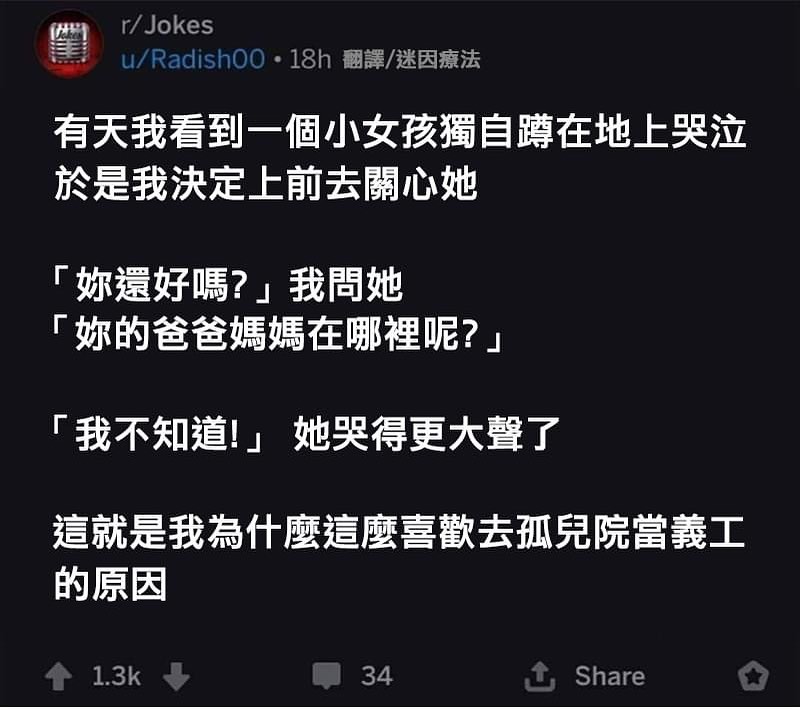 r/Jokes
u/Radish00 • 18h 翻譯/迷因療法
有天我看到一個小女孩獨自蹲在地上哭泣
於是我決定上前去關心她
「妳還好嗎?」我問她
「妳的爸爸媽媽在哪裡呢?」
「我不知道!」 她哭得更大聲了
這就是我為什麼這麼喜歡去孤兒院當義工
的原因
1.3k 34 Share